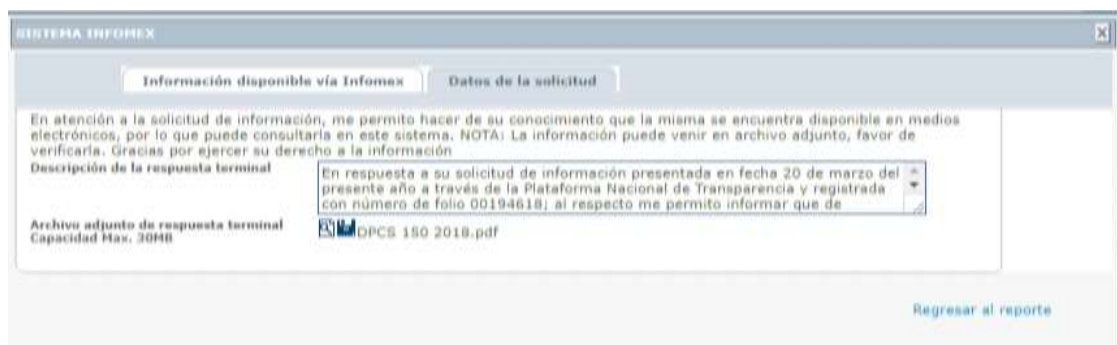 SISTEMA INFOMEX
Información disponible vía Infomex
Datos de la solicitud
En atención a la solicitud de información, me permito hacer de su conocimiento que la misma se encuentra disponible en medios
electrónicos, por lo que puede consultarla en este sistema. NOTA: La información puede venir en archivo adjunto, favor de
verificarla. Gracias por ejercer su derecho a la información
Descripción de la respuesta terminal
En respuesta a su solicitud de información presentada en fecha 20 de marzo del
presente año a través de la Plataforma Nacional de Transparencia y registrada
con número de folio 00194618; al respecto me permito informar que de
Archivo adjunto de respuesta terminal
Capacidad Max. 30MB
DPCS 150 2018.pdf
Regresar al reporte